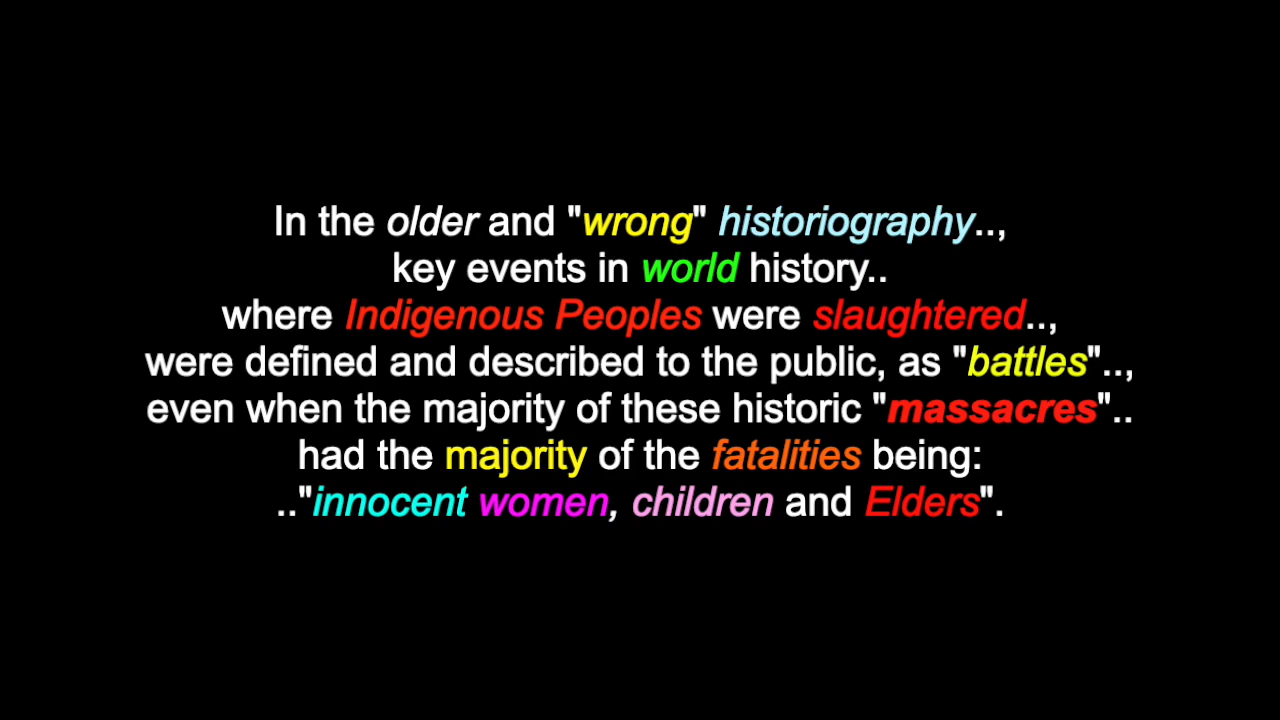 In the older and "wrong" historiography..,
key events in world history..
where Indigenous Peoples were slaughtered..,
were defined and described to the public, as "battles"..,
even when the majority of these historic "massacres"..
had the majority of the fatalities being:
.."innocent women, children and Elders".